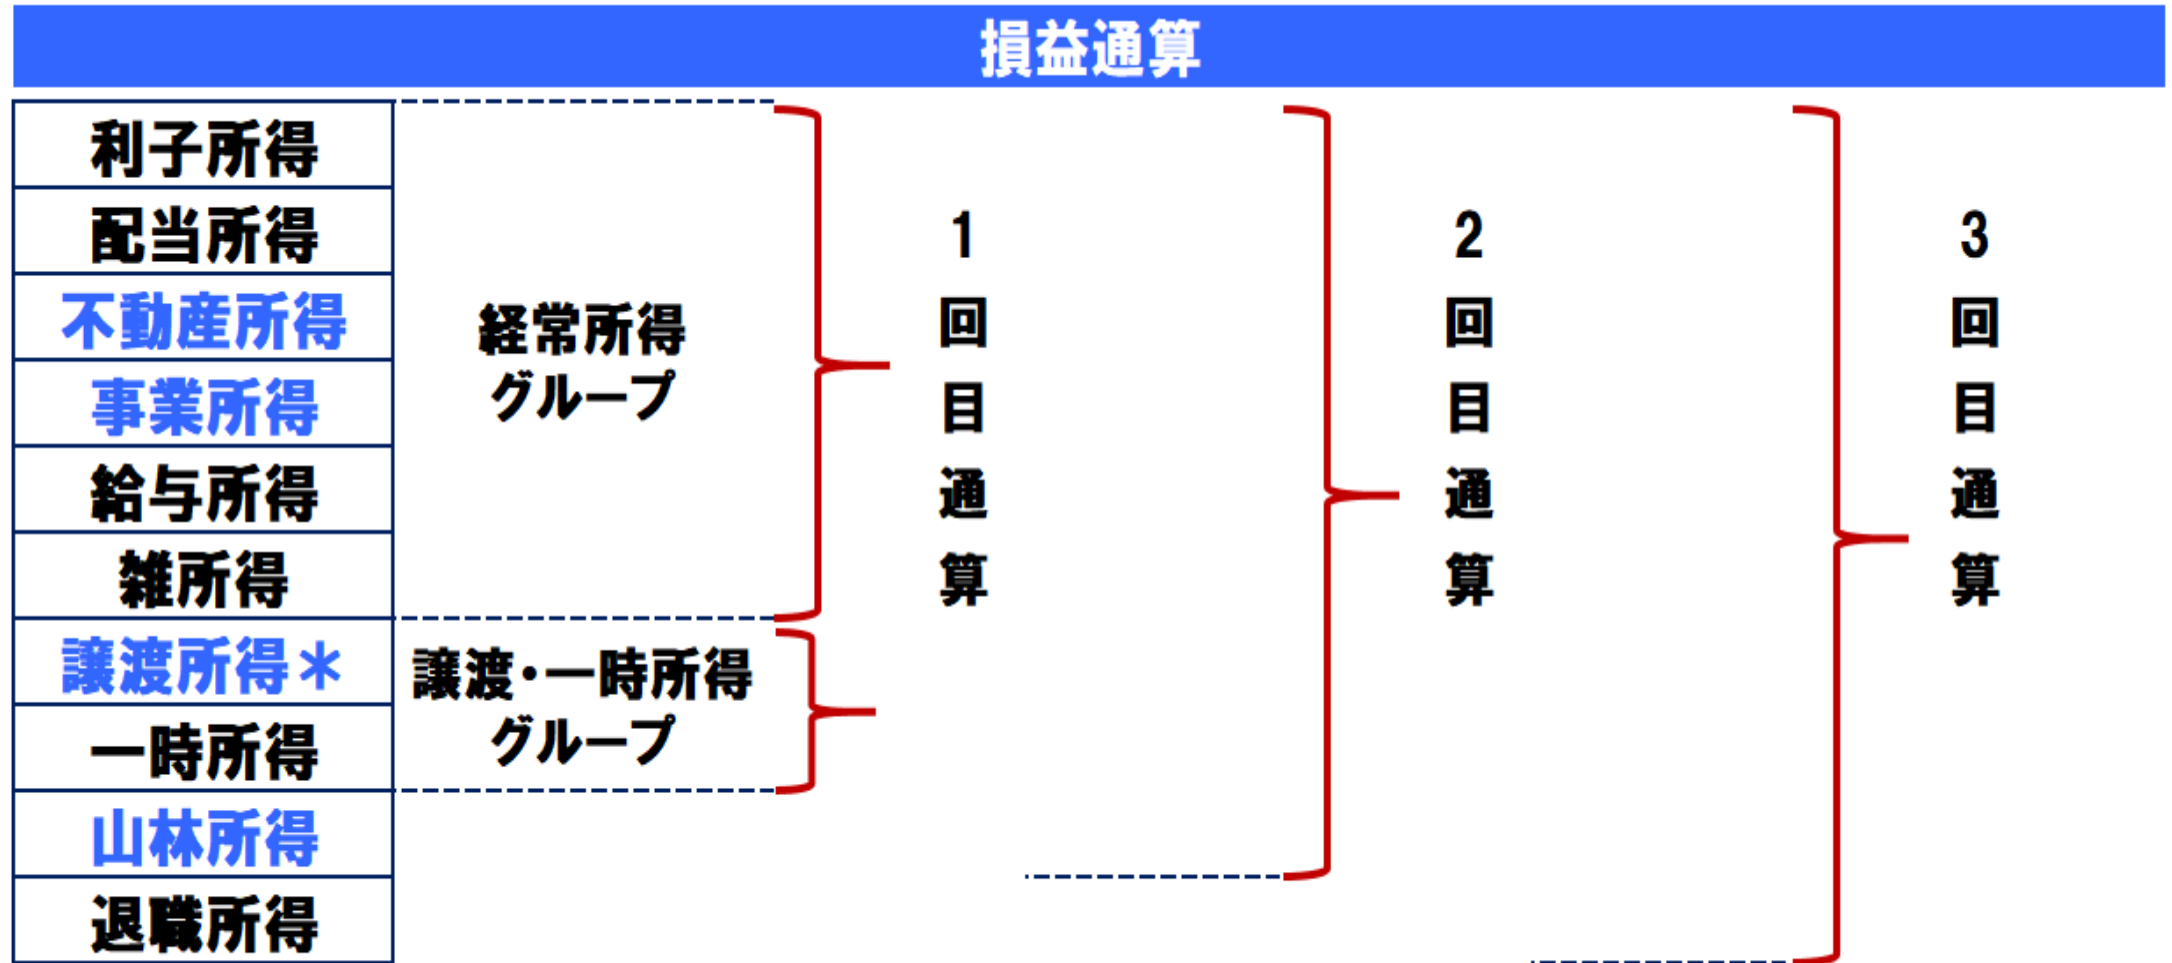 損益通算
利子所得
配当所得
不動産所得
事業所得
給与所得
雑所得
譲渡所得＊
一時所得
山林所得
退職所得
経常所得
グループ
譲渡・一時所得
グループ
1回目通算
2回目通算
3回目通算